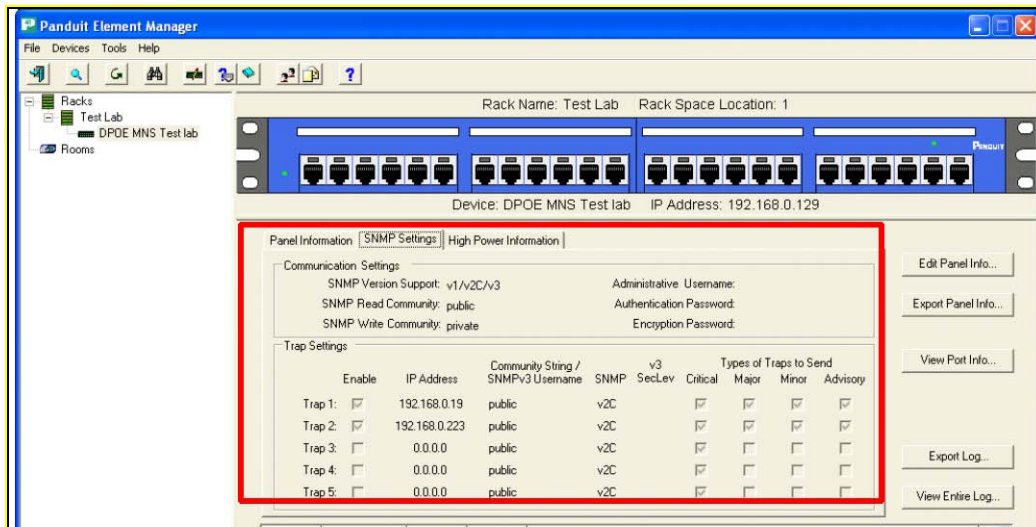 Panduit Element Manager
File Devices Tools Help
Racks
Test Lab
DPOE MNS Test lab
Rooms
Rack Name: Test Lab Rack Space Location: 1
PANDUIT
Device: DPOE MNS Test lab IP Address: 192.168.0.129
Panel Information SNMP Settings High Power Information
Communication Settings
SNMP Version Support: v1/v2C/v3 Administrative Username:
SNMP Read Community: public Authentication Password:
SNMP Write Community: private Encryption Password:
Trap Settings
Enable IP Address Community String / SNMPv3 Username SNMP v3 SecLev Types of Traps to Send
Critical Major Minor Advisory
Trap 1: 192.168.0.19 public v2C
Trap 2: 192.168.0.223 public v2C
Trap 3: 0.0.0.0 public v2C
Trap 4: 0.0.0.0 public v2C
Trap 5: 0.0.0.0 public v2C
Edit Panel Info...
Export Panel Info...
View Port Info...
Export Log...
View Entire Log...